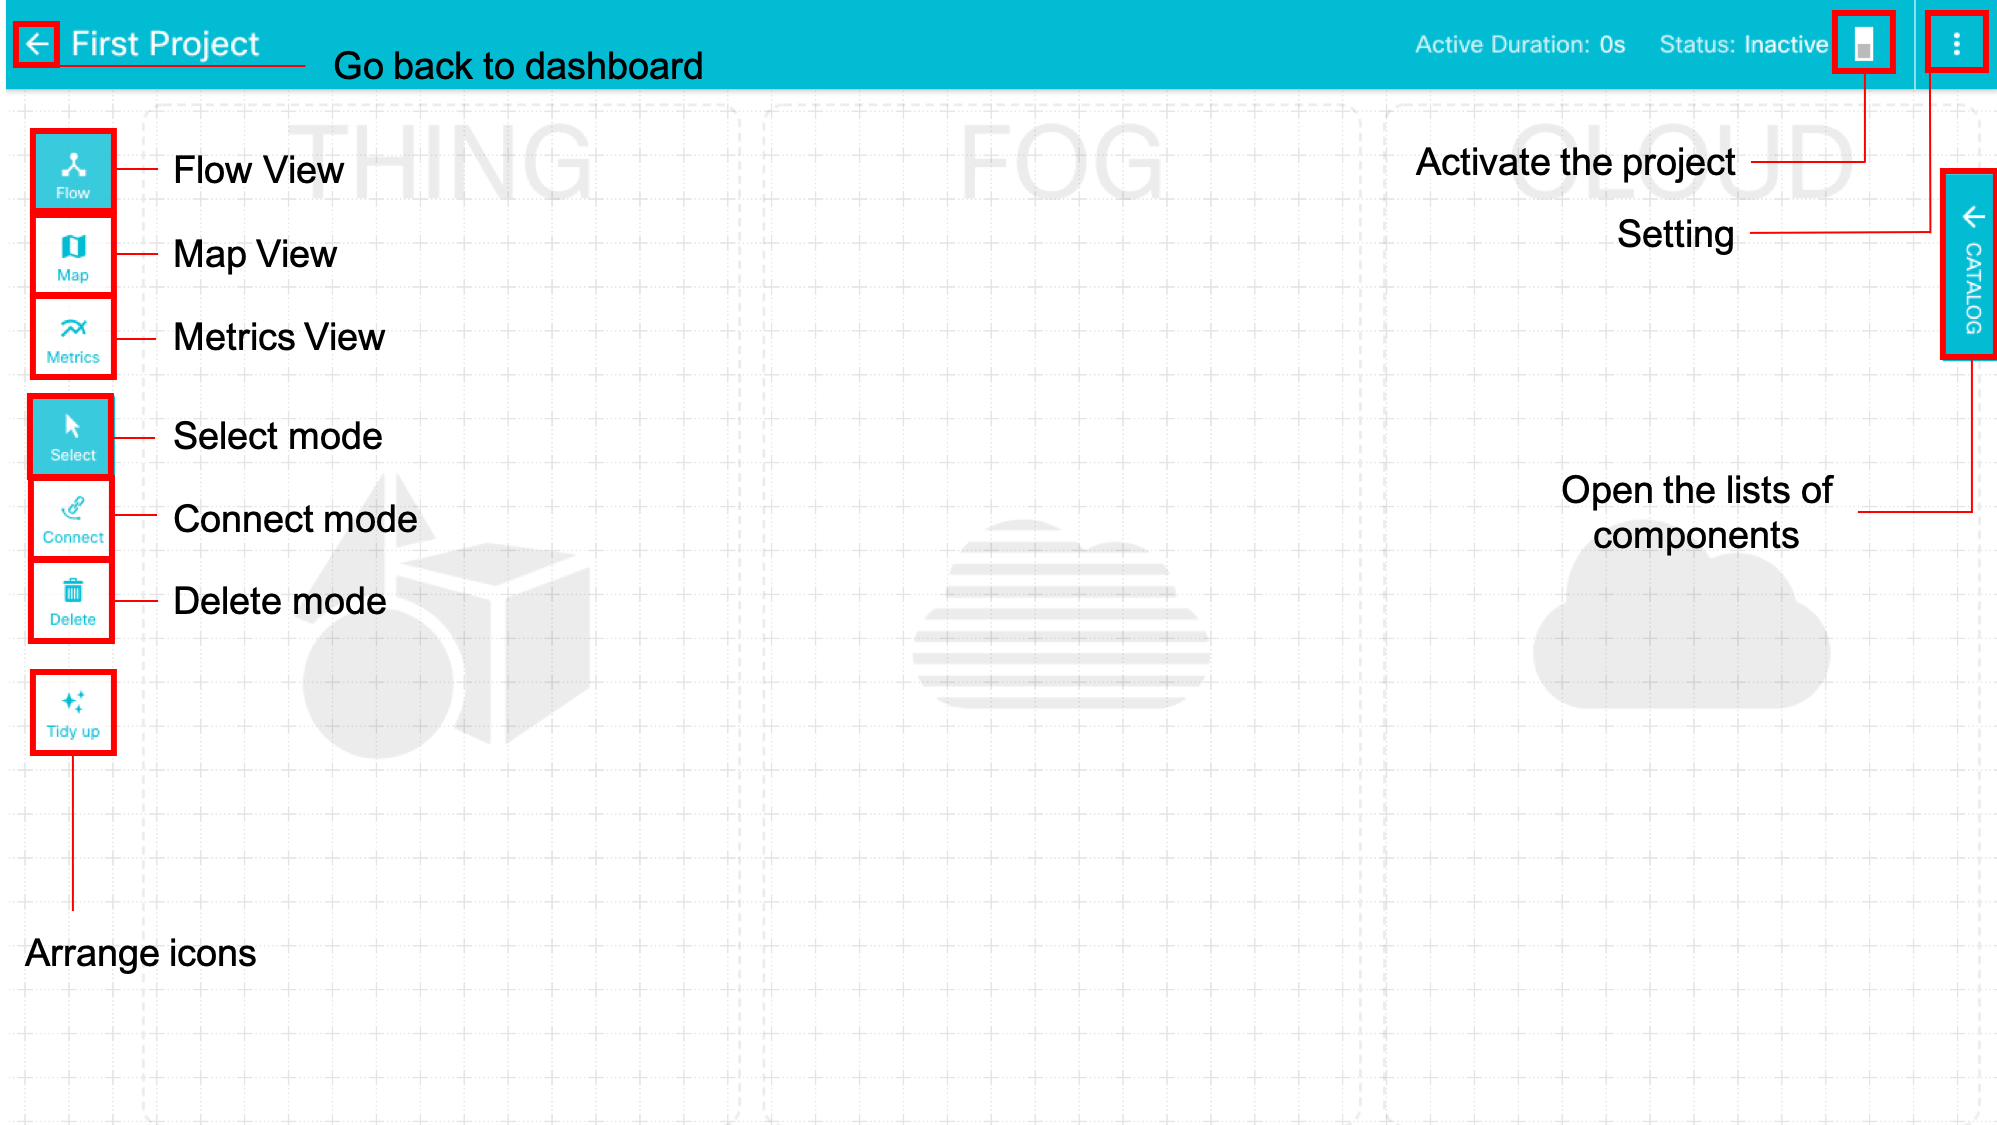 First Project
Go back to dashboard
Active Duration: 0s
Status: Inactive
THING
FOG
CLOUD
Flow
Flow View
Map
Map View
Metrics
Metrics View
Activate the project
Setting
CATALOG
Select
Select mode
Connect
Connect mode
Delete
Delete mode
Open the lists of
components
Tidy up
Arrange icons